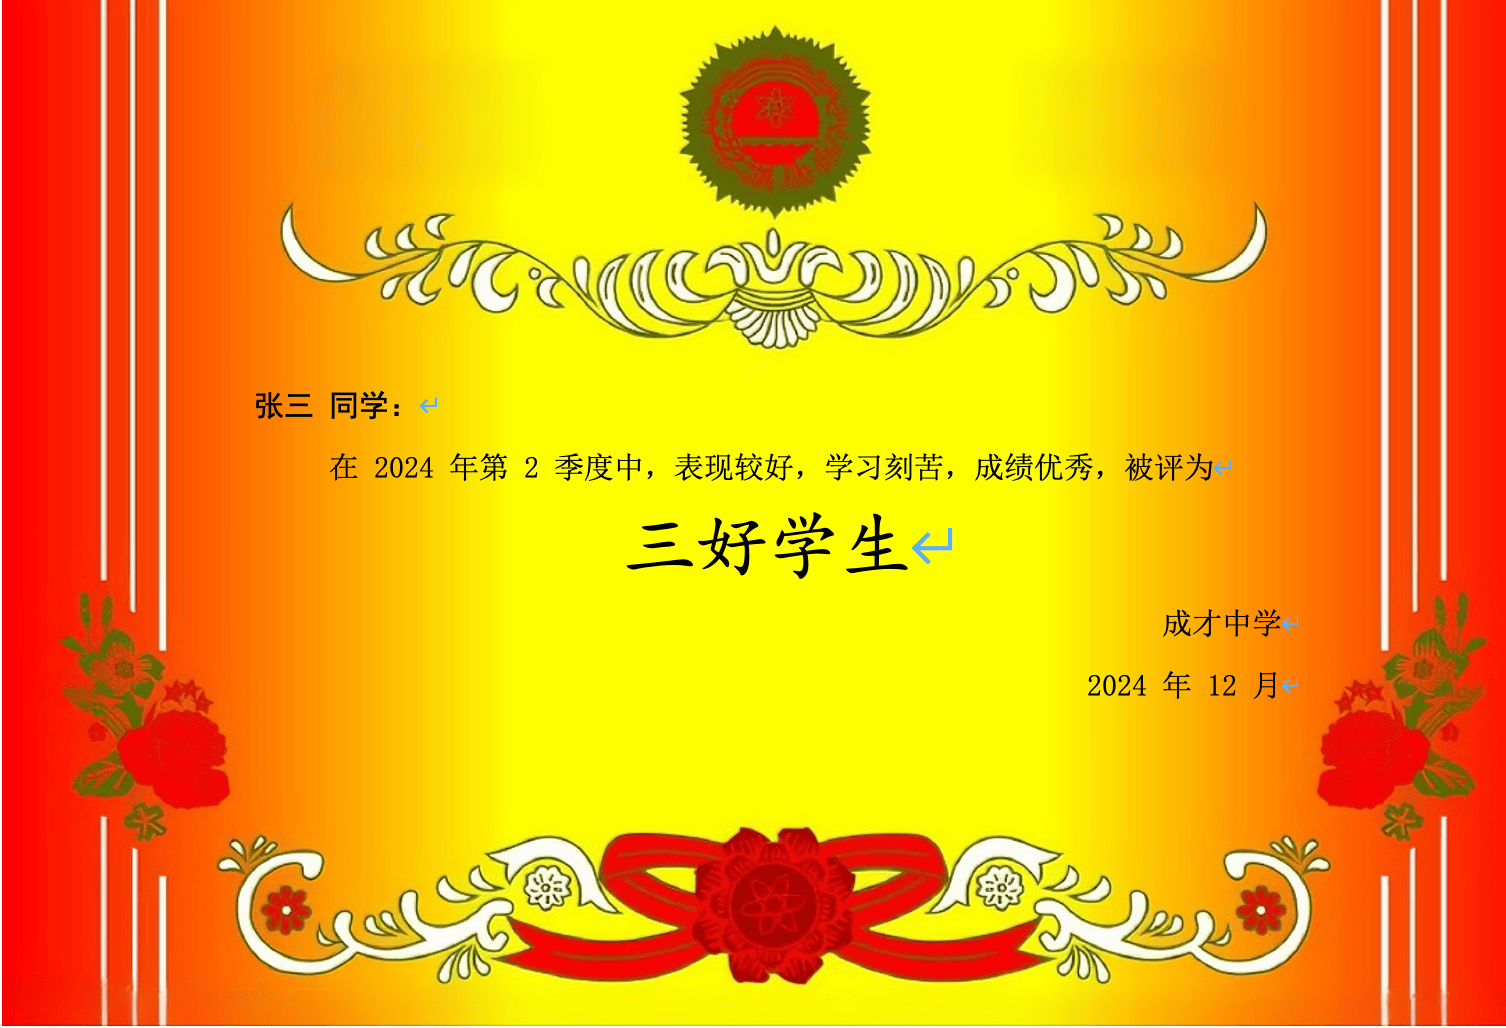 张三 同学：
在 2024 年第 2 季度中，表现较好，学习刻苦，成绩优秀，被评为
三好学生
成才中学
2024 年 12 月